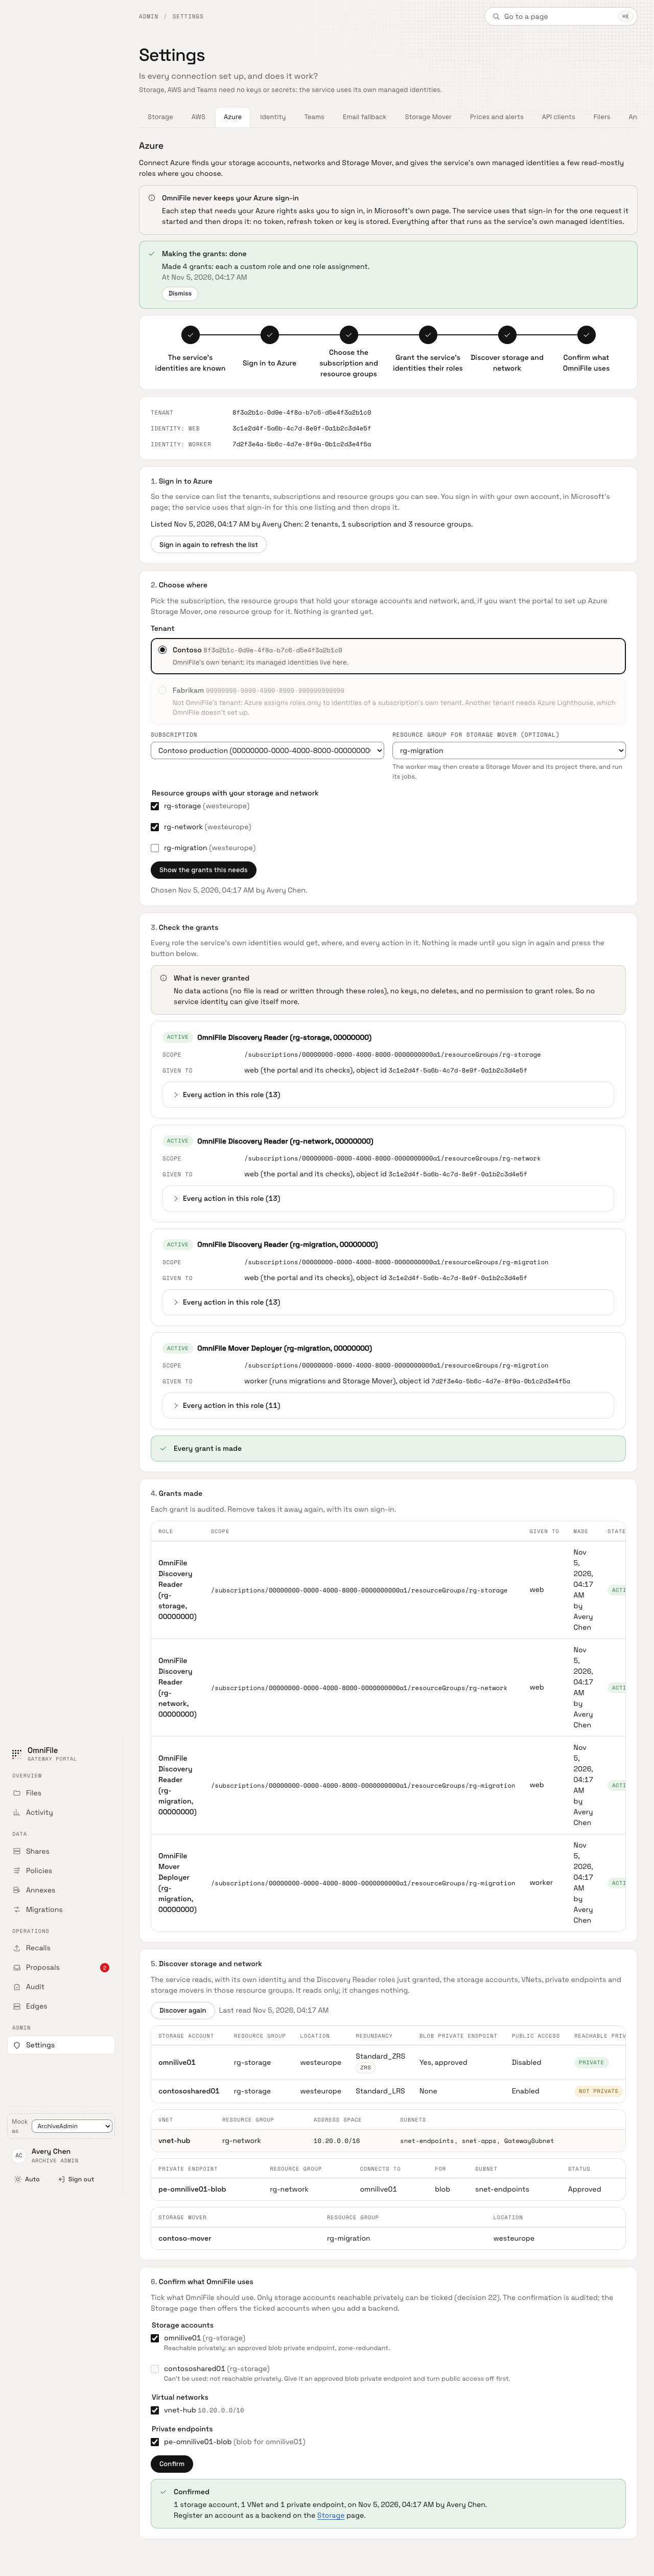 ADMIN / SETTINGS
Go to a page
⌘K
Settings
Is every connection set up, and does it work?
Storage, AWS and Teams need no keys or secrets: the service uses its own managed identities.
Storage AWS Azure Identity Teams Email fallback Storage Mover Prices and alerts API clients Filers An
Azure
Connect Azure finds your storage accounts, networks and Storage Mover, and gives the service's own managed identities a few read-mostly
roles where you choose.
OmniFile never keeps your Azure sign-in
Each step that needs your Azure rights asks you to sign in, in Microsoft's own page. The service uses that sign-in for the one request it
started and then drops it: no token, refresh token or key is stored. Everything after that runs as the service's own managed identities.
Making the grants: done
Made 4 grants: each a custom role and one role assignment.
At Nov 5, 2026, 04:17 AM
Dismiss
The service's
identities are known
Sign in to Azure
Choose the
subscription and
resource groups
Grant the service's
identities their roles
Discover storage and
network
Confirm what
OmniFile uses
TENANT 8f3a2b1c-0d9e-4f8a-b7c6-d5e4f3a2b1c0
IDENTITY: WEB 3c1e2d4f-5a6b-4c7d-8e9f-0a1b2c3d4e5f
IDENTITY: WORKER 7d2f3e4a-5b6c-4d7e-8f9a-0b1c2d3e4f5a
1. Sign in to Azure
So the service can list the tenants, subscriptions and resource groups you can see. You sign in with your own account, in Microsoft's
page; the service uses that sign-in for this one listing and then drops it.
Listed Nov 5, 2026, 04:17 AM by Avery Chen: 2 tenants, 1 subscription and 3 resource groups.
Sign in again to refresh the list
2. Choose where
Pick the subscription, the resource groups that hold your storage accounts and network, and, if you want the portal to set up Azure
Storage Mover, one resource group for it. Nothing is granted yet.
Tenant
Contoso 8f3a2b1c-0d9e-4f8a-b7c6-d5e4f3a2b1c0
OmniFile's own tenant: its managed identities live here.
Fabrikam 99999999-9999-4999-8999-999999999999
Not OmniFile's tenant: Azure assigns roles only to identities of a subscription's own tenant. Another tenant needs Azure Lighthouse, which
OmniFile doesn't set up.
SUBSCRIPTION
Contoso production (00000000-0000-4000-8000-00000000
RESOURCE GROUP FOR STORAGE MOVER (OPTIONAL)
rg-migration
The worker may then create a Storage Mover and its project there, and run
its jobs.
Resource groups with your storage and network
rg-storage (westeurope)
rg-network (westeurope)
rg-migration (westeurope)
Show the grants this needs
Chosen Nov 5, 2026, 04:17 AM by Avery Chen.
3. Check the grants
Every role the service's own identities would get, where, and every action in it. Nothing is made until you sign in again and press the
button below.
What is never granted
No data actions (no file is read or written through these roles), no keys, no deletes, and no permission to grant roles. So no
service identity can give itself more.
ACTIVE OmniFile Discovery Reader (rg-storage, 00000000)
SCOPE /subscriptions/00000000-0000-4000-8000-0000000000a1/resourceGroups/rg-storage
GIVEN TO web (the portal and its checks), object id 3c1e2d4f-5a6b-4c7d-8e9f-0a1b2c3d4e5f
Every action in this role (13)
ACTIVE OmniFile Discovery Reader (rg-network, 00000000)
SCOPE /subscriptions/00000000-0000-4000-8000-0000000000a1/resourceGroups/rg-network
GIVEN TO web (the portal and its checks), object id 3c1e2d4f-5a6b-4c7d-8e9f-0a1b2c3d4e5f
Every action in this role (13)
ACTIVE OmniFile Discovery Reader (rg-migration, 00000000)
SCOPE /subscriptions/00000000-0000-4000-8000-0000000000a1/resourceGroups/rg-migration
GIVEN TO web (the portal and its checks), object id 3c1e2d4f-5a6b-4c7d-8e9f-0a1b2c3d4e5f
Every action in this role (13)
ACTIVE OmniFile Mover Deployer (rg-migration, 00000000)
SCOPE /subscriptions/00000000-0000-4000-8000-0000000000a1/resourceGroups/rg-migration
GIVEN TO worker (runs migrations and Storage Mover), object id 7d2f3e4a-5b6c-4d7e-8f9a-0b1c2d3e4f5a
Every action in this role (11)
Every grant is made
4. Grants made
Each grant is audited. Remove takes it away again, with its own sign-in.
ROLE SCOPE GIVEN TO MADE STATE
OmniFile
Discovery
Reader
(rg-
storage,
00000000)
/subscriptions/00000000-0000-4000-8000-0000000000a1/resourceGroups/rg-storage
web
Nov
5,
2026,
04:17
AM
by
Avery
Chen
ACTI
OmniFile
Discovery
Reader
(rg-
network,
00000000)
/subscriptions/00000000-0000-4000-8000-0000000000a1/resourceGroups/rg-network
web
Nov
5,
2026,
04:17
AM
by
Avery
Chen
ACTI
OmniFile
Discovery
Reader
(rg-
migration,
00000000)
/subscriptions/00000000-0000-4000-8000-0000000000a1/resourceGroups/rg-migration
web
Nov
5,
2026,
04:17
AM
by
Avery
Chen
ACTI
OmniFile
Mover
Deployer
(rg-
migration,
00000000)
/subscriptions/00000000-0000-4000-8000-0000000000a1/resourceGroups/rg-migration
worker
Nov
5,
2026,
04:17
AM
by
Avery
Chen
ACTI
OmniFile
GATEWAY PORTAL
OVERVIEW
Files
Activity
DATA
Shares
Policies
Annexes
Migrations
OPERATIONS
Recalls
Proposals 2
Audit
Edges
ADMIN
Settings
Mock
as
ArchiveAdmin
AC
Avery Chen
ARCHIVE ADMIN
Auto
Sign out
5. Discover storage and network
The service reads, with its own identity and the Discovery Reader roles just granted, the storage accounts, VNets, private endpoints and
storage movers in those resource groups. It reads only; it changes nothing.
Discover again Last read Nov 5, 2026, 04:17 AM
STORAGE ACCOUNT RESOURCE GROUP LOCATION REDUNDANCY BLOB PRIVATE ENDPOINT PUBLIC ACCESS REACHABLE PRIV
omnilive01 rg-storage westeurope Standard_ZRS ZRS Yes, approved Disabled PRIVATE
contososhared01 rg-storage westeurope Standard_LRS None Enabled NOT PRIVATE
VNET RESOURCE GROUP ADDRESS SPACE SUBNETS
vnet-hub rg-network 10.20.0.0/16 snet-endpoints, snet-apps, GatewaySubnet
PRIVATE ENDPOINT RESOURCE GROUP CONNECTS TO FOR SUBNET STATUS
pe-omnilive01-blob rg-network omnilive01 blob snet-endpoints Approved
STORAGE MOVER RESOURCE GROUP LOCATION
contoso-mover rg-migration westeurope
6. Confirm what OmniFile uses
Tick what OmniFile should use. Only storage accounts reachable privately can be ticked (decision 22). The confirmation is audited; the
Storage page then offers the ticked accounts when you add a backend.
Storage accounts
omnilive01 (rg-storage)
Reachable privately: an approved blob private endpoint, zone-redundant.
contososhared01 (rg-storage)
Can't be used: not reachable privately. Give it an approved blob private endpoint and turn public access off first.
Virtual networks
vnet-hub 10.20.0.0/16
Private endpoints
pe-omnilive01-blob (blob for omnilive01)
Confirm
Confirmed
1 storage account, 1 VNet and 1 private endpoint, on Nov 5, 2026, 04:17 AM by Avery Chen.
Register an account as a backend on the Storage page.